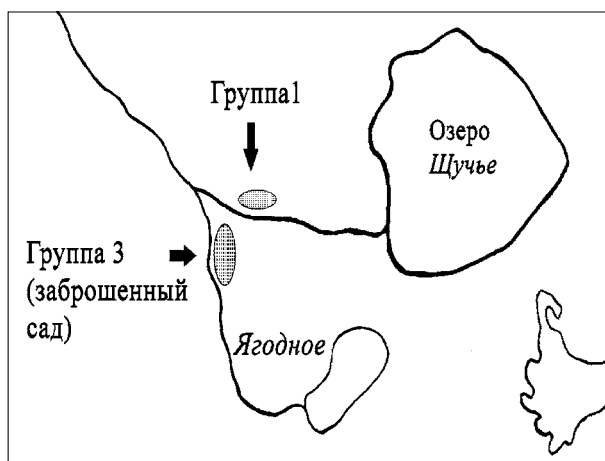 Группа1
Озеро
Щучье
Группа 3
(заброшенный
сад)
Ягодное